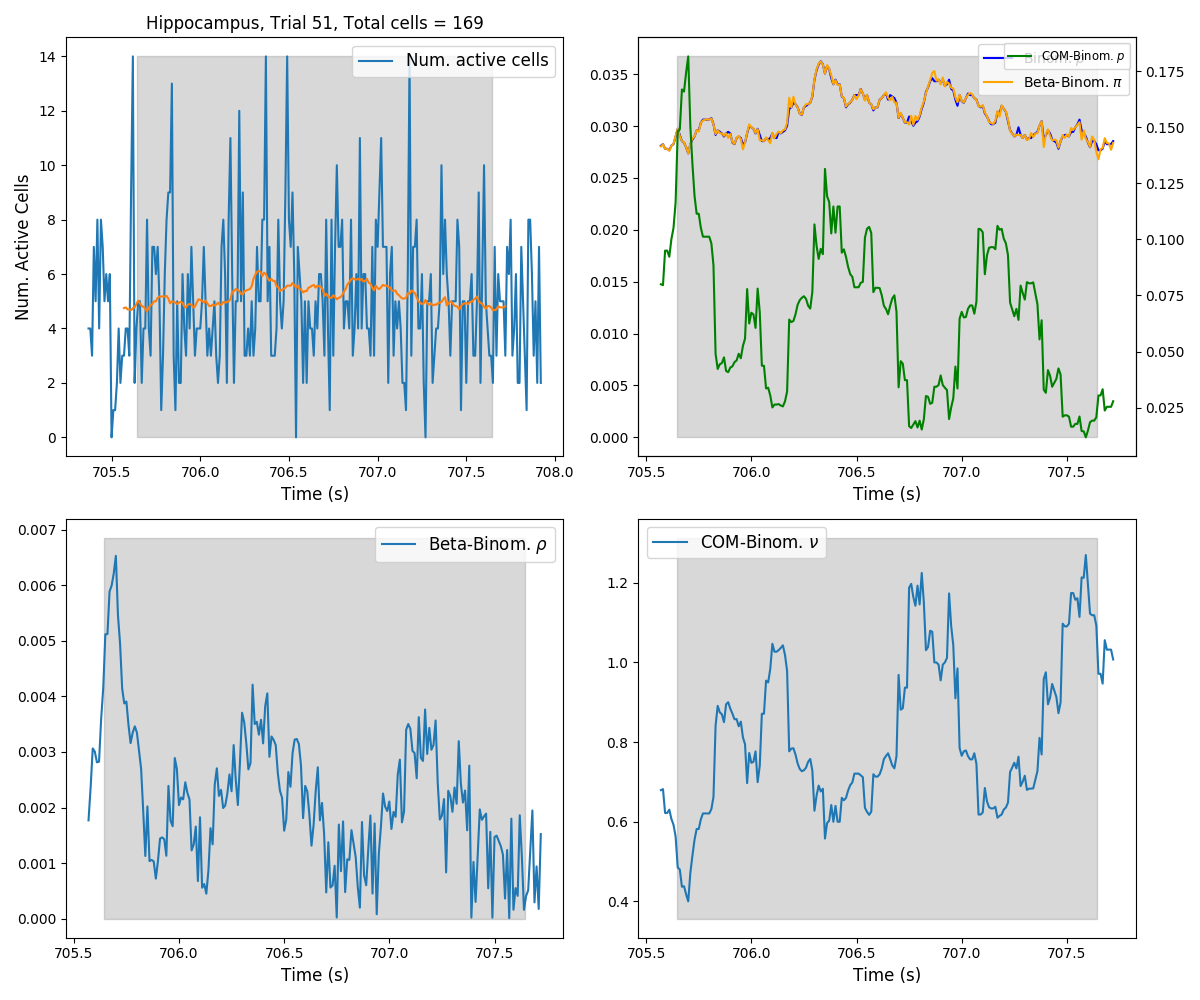 Hippocampus, Trial 51, Total cells = 169
Num. Active Cells
14
12
10
8
6
4
2
0
Num. active cells
705.5 706.0 706.5 707.0 707.5 708.0
Time (s)
0.035
0.030
0.025
0.020
0.015
0.010
0.005
0.000
COM-Binom. p
Beta-Binom. π
0.175
0.150
0.125
0.100
0.075
0.050
0.025
705.5 706.0 706.5 707.0 707.5
Time (s)
0.007
0.006
0.005
0.004
0.003
0.002
0.001
0.000
Beta-Binom. ρ
705.5 706.0 706.5 707.0 707.5
Time (s)
1.2
1.0
0.8
0.6
0.4
COM-Binom. ν
705.5 706.0 706.5 707.0 707.5
Time (s)